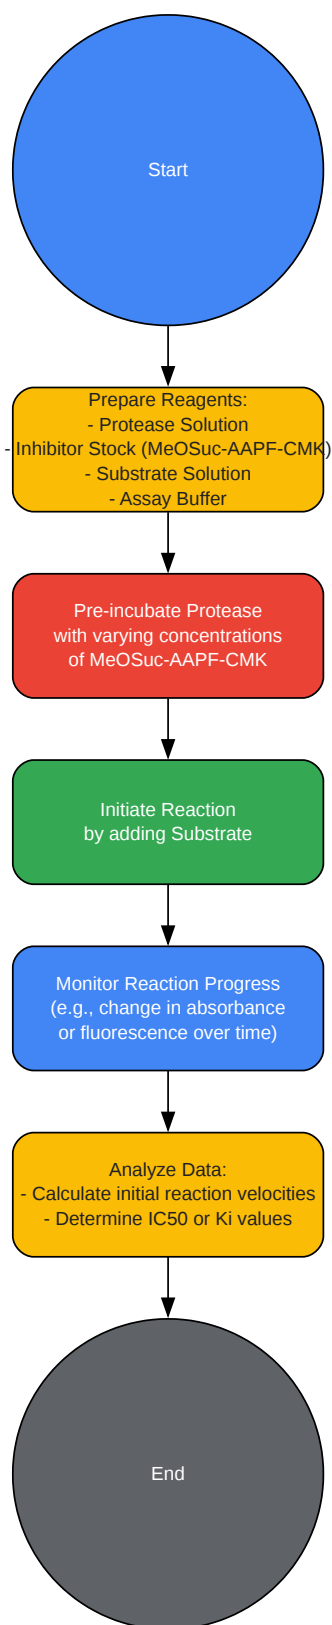 Start
Prepare Reagents:
- Protease Solution
- Inhibitor Stock (MeOSuc-AAPF-CMK)
- Substrate Solution
- Assay Buffer
Pre-incubate Protease
with varying concentrations
of MeOSuc-AAPF-CMK
Initiate Reaction
by adding Substrate
Monitor Reaction Progress
(e.g., change in absorbance
or fluorescence over time)
Analyze Data:
- Calculate initial reaction velocities
- Determine IC50 or Ki values
End